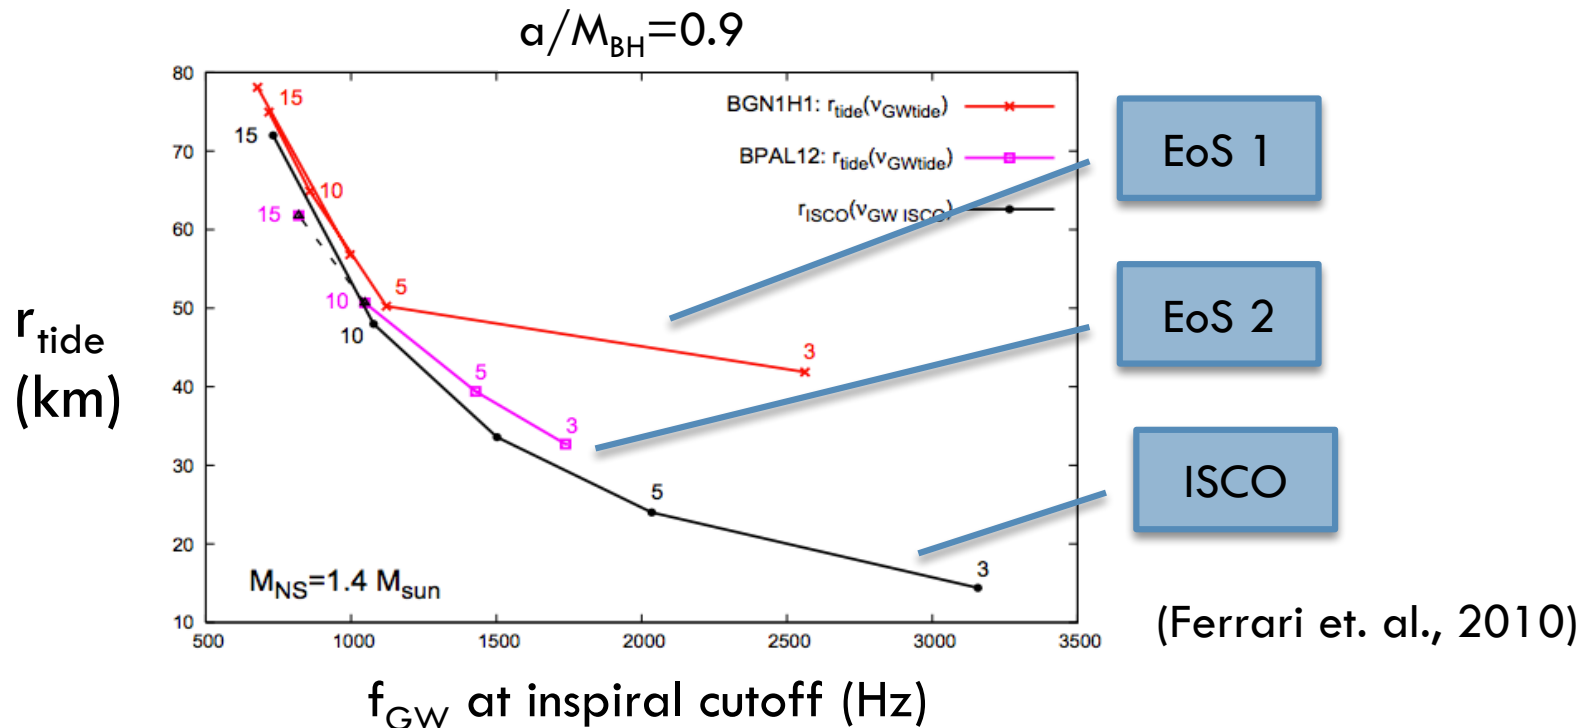 a/M_BH=0.9
80
70
60
50
40
30
20
10
r_tide
(km)
BGN1H1: r_tide(ν_GWtide)
BPAL12: r_tide(ν_GWtide)
r_ISCO(ν_GW ISCO)
15
15
10
15
5
10
10
3
5
3
5
3
M_NS=1.4 M_sun
500
1000
1500
2000
2500
3000
3500
f_GW at inspiral cutoff (Hz)
EoS 1
EoS 2
ISCO
(Ferrari et. al., 2010)